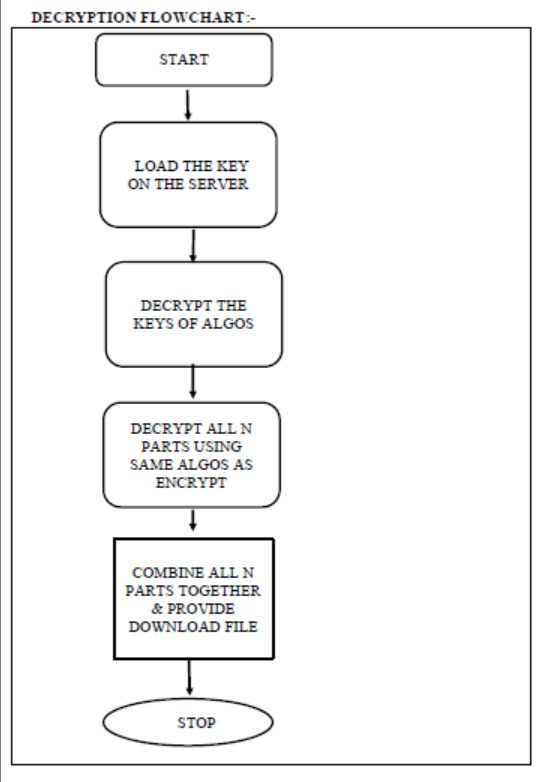 DECRYPTION FLOWCHART:-
START
LOAD THE KEY
ON THE SERVER
DECRYPT THE
KEYS OF ALGOS
DECRYPT ALL N
PARTS USING
SAME ALGOS AS
ENCRYPT
COMBINE ALL N
PARTS TOGETHER
& PROVIDE
DOWNLOAD FILE
STOP